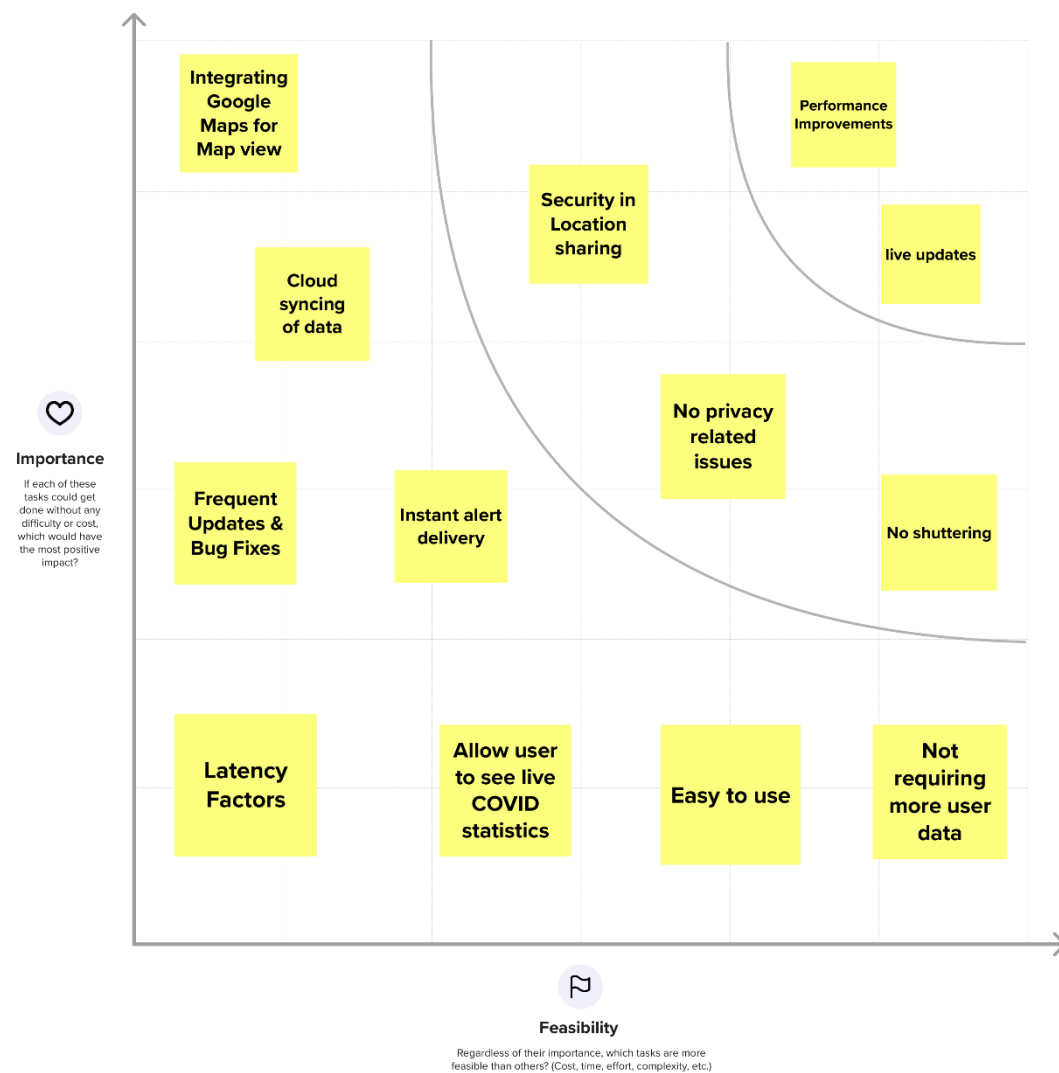 Integrating
Google
Maps for
Map view
Performance
Improvements
Security in
Location
sharing
live updates
Cloud
syncing
of data
No privacy
related
issues
Importance
If each of these
tasks could get
done without any
difficulty or cost,
which would have
the most positive
impact?
Frequent
Updates &
Bug Fixes
Instant alert
delivery
No shuttering
Latency
Factors
Allow user
to see live
COVID
statistics
Easy to use
Not
requiring
more user
data
Feasibility
Regardless of their importance, which tasks are more
feasible than others? (Cost, time, effort, complexity, etc.)